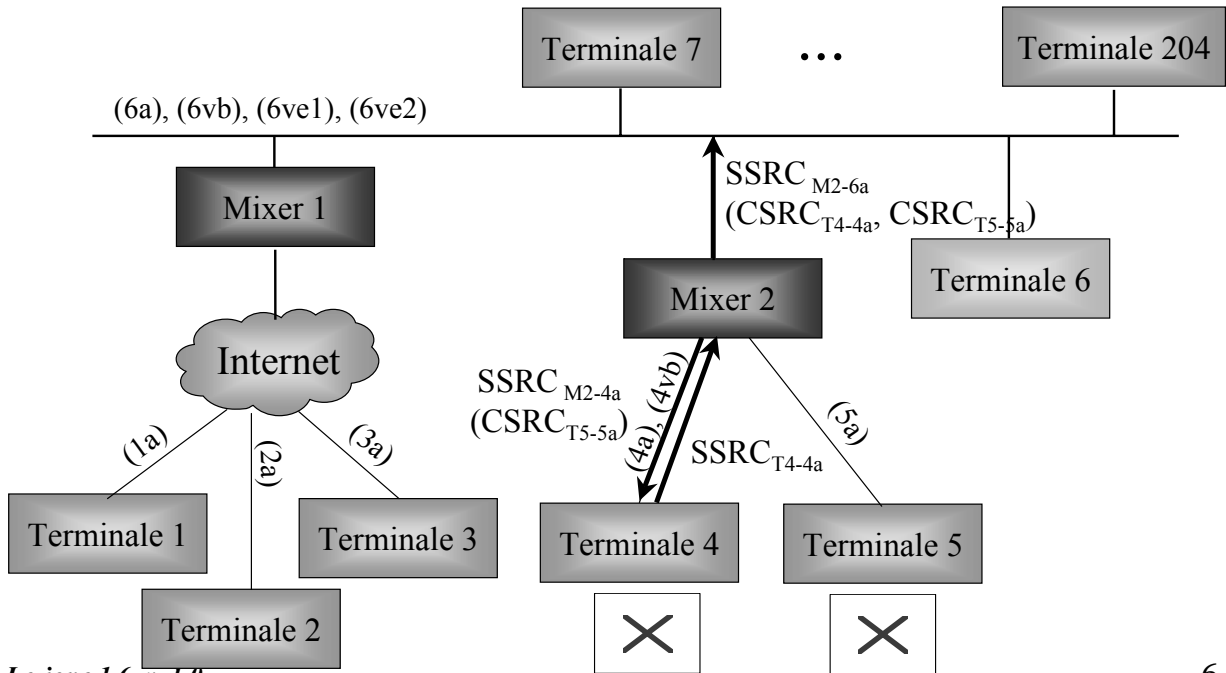 Terminale 7
...
Terminale 204
(6a), (6vb), (6ve1), (6ve2)
Mixer 1
SSRC M2-6a
(CSRC T4-4a, CSRC T5-5a)
Terminale 6
Mixer 2
Internet
SSRC M2-4a
(CSRC T5-5a)
(4a), (4vb)
SSRC T4-4a
(5a)
(1a)
(2a)
(3a)
Terminale 1
Terminale 3
Terminale 4
Terminale 5
Terminale 2
6